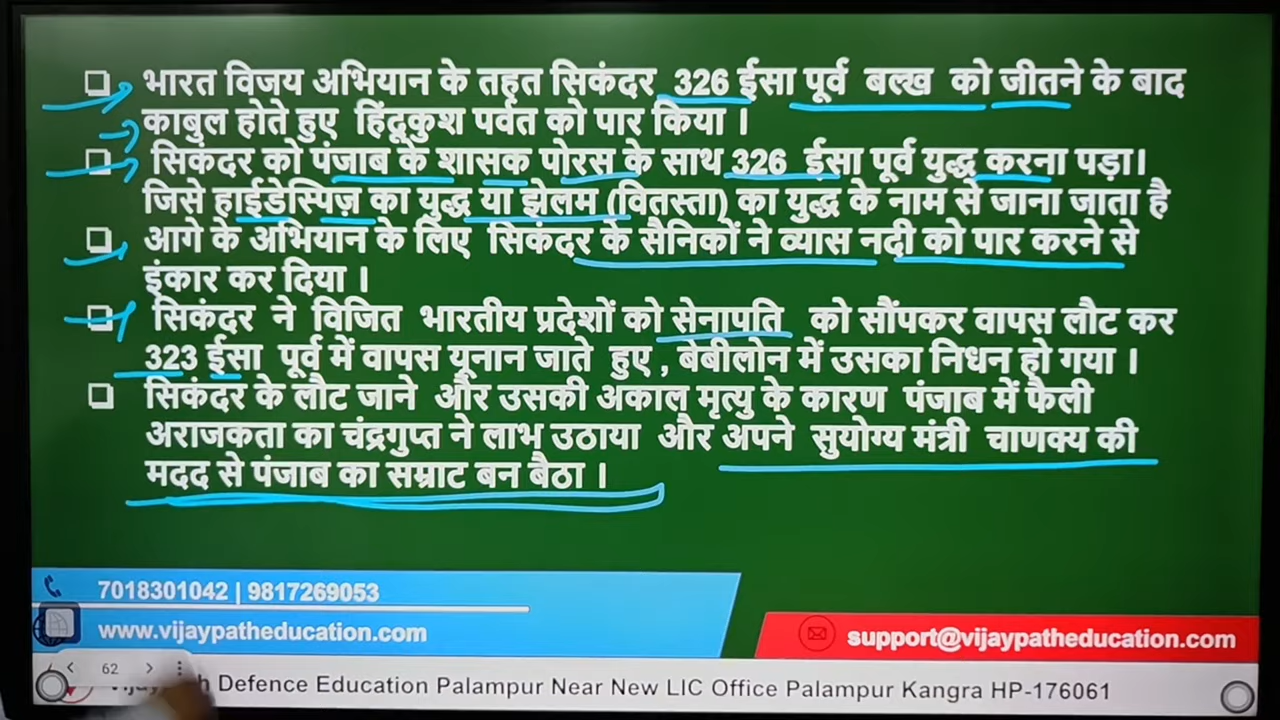 भारत विजय अभियान के तहत सिकंदर 326 ईसा पूर्व बल्ख को जीतने के बाद
काबुल होते हुए हिंदूकुश पर्वत को पार किया ।
सिकंदर को पंजाब के शासक पोरस के साथ 326 ईसा पूर्व युद्ध करना पड़ा।
जिसे हाईडेस्पिज़ का युद्ध या झेलम (वितस्ता) का युद्ध के नाम से जाना जाता है
आगे के अभियान के लिए सिकंदर के सैनिकों ने व्यास नदी को पार करने से
इंकार कर दिया ।
सिकंदर ने विजित भारतीय प्रदेशों को सेनापति को सौंपकर वापस लौट कर
323 ईसा पूर्व में वापस यूनान जाते हुए , बेबीलोन में उसका निधन हो गया ।
सिकंदर के लौट जाने और उसकी अकाल मृत्यु के कारण पंजाब में फैली
अराजकता का चंद्रगुप्त ने लाभ उठाया और अपने सुयोग्य मंत्री चाणक्य की
मदद से पंजाब का सम्राट बन बैठा ।
7018301042 | 9817269053
www.vijaypatheducation.com
support@vijaypatheducation.com
62
Defence Education Palampur Near New LIC Office Palampur Kangra HP-176061